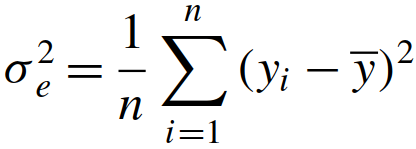 σ_e^2 = \frac{1}{n} \sum_{i=1}^{n} (y_i − \overline{y})^2